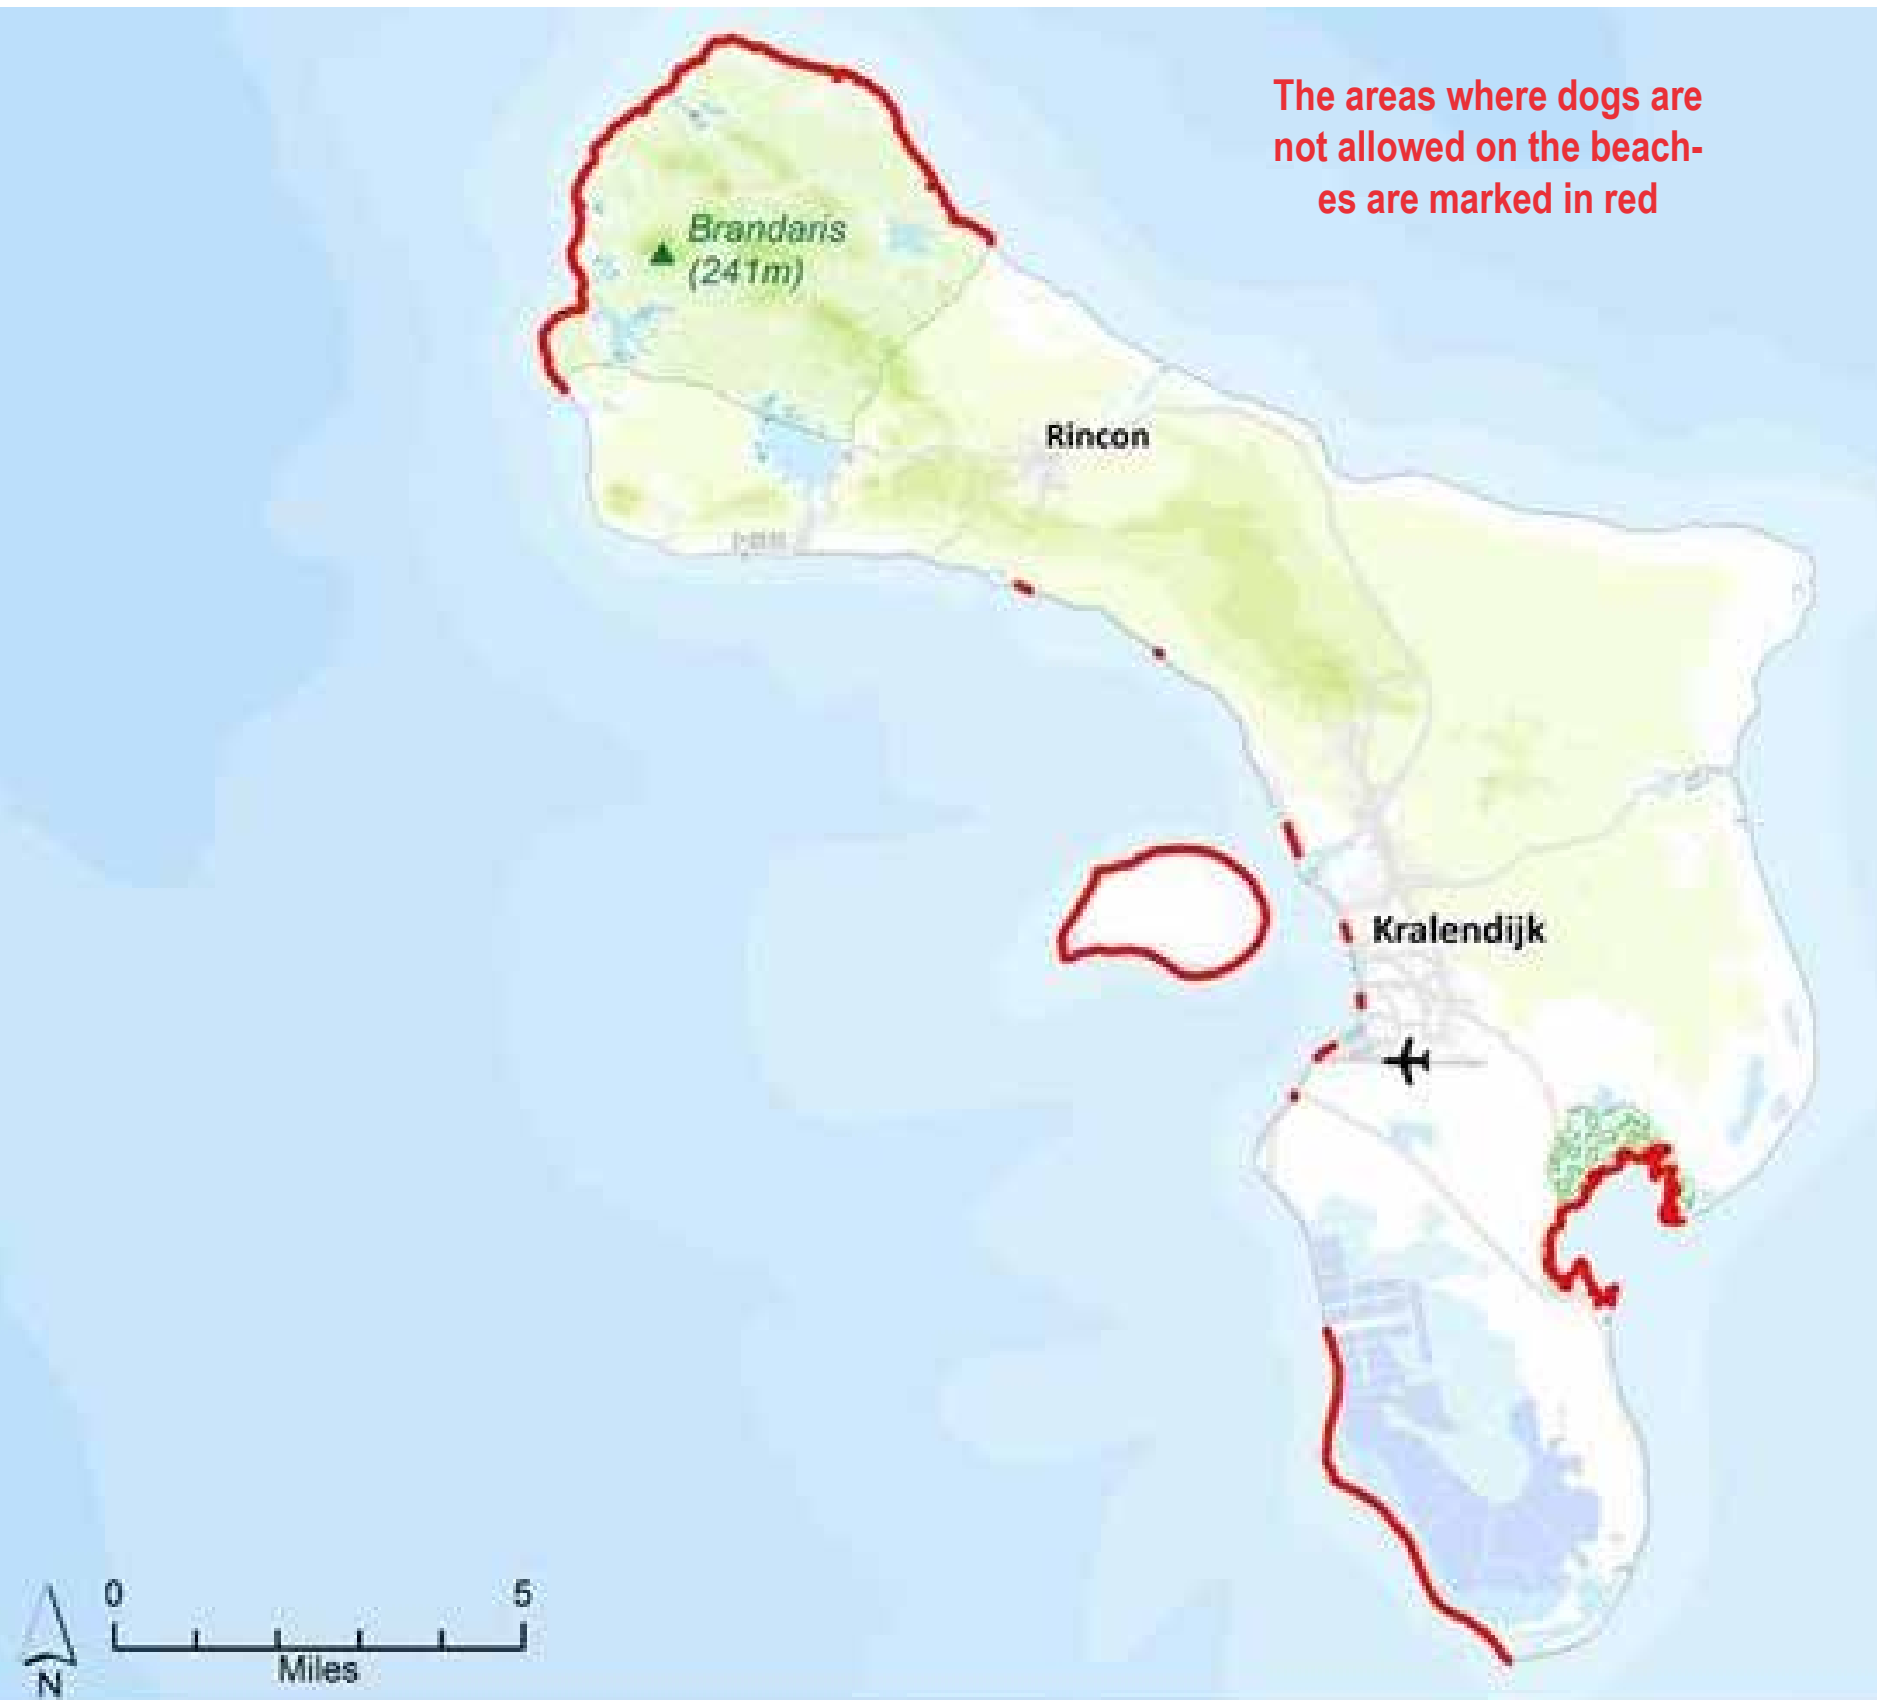 The areas where dogs are
not allowed on the beach-
es are marked in red
Brandaris
(241m)
Rincon
Kralendijk
0 5
Miles
N